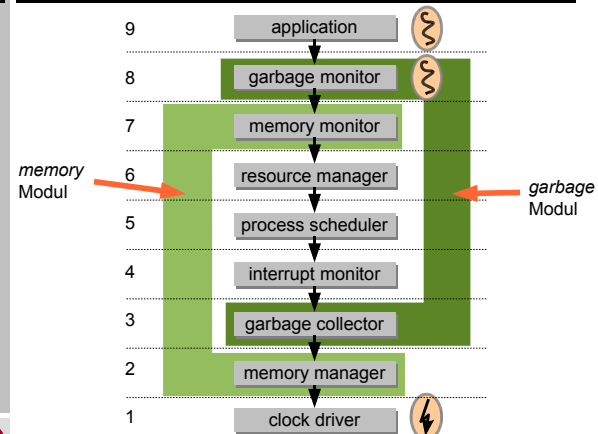 9 application
8 garbage monitor
7 memory monitor
memory
Modul
6 resource manager
garbage
Modul
5 process scheduler
4 interrupt monitor
3 garbage collector
2 memory manager
1 clock driver